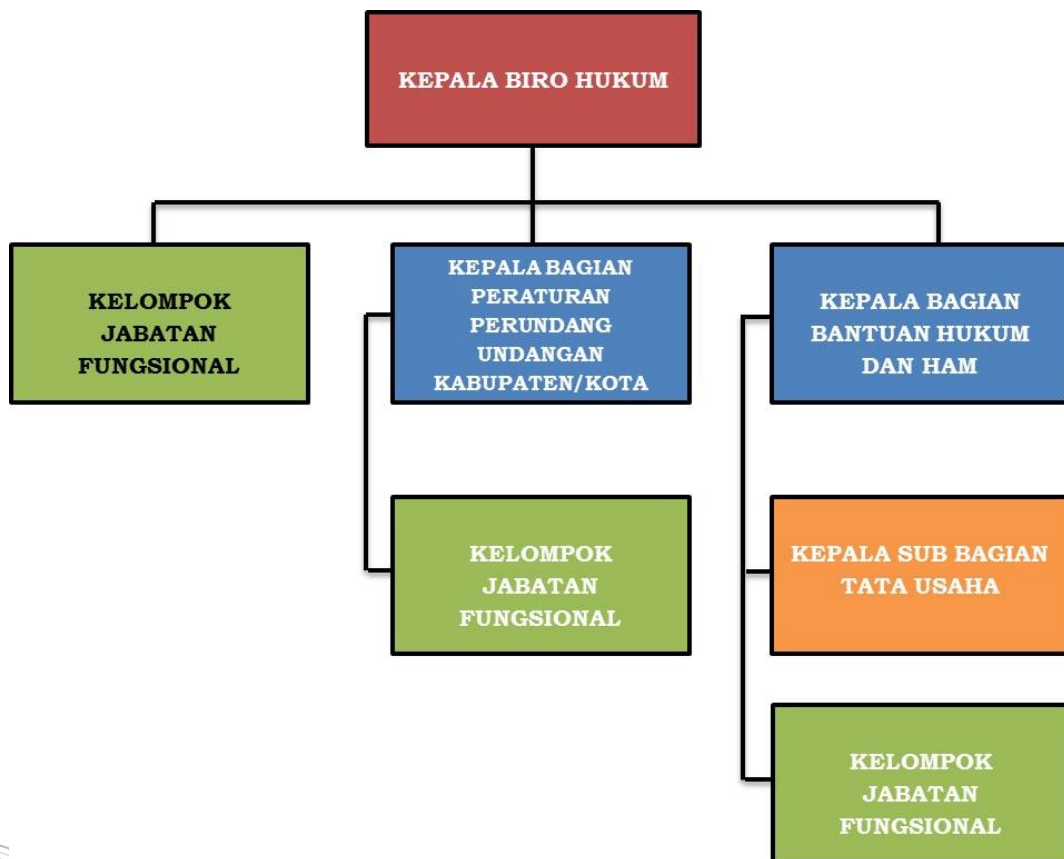 KEPALA BIRO HUKUM
KELOMPOK
JABATAN
FUNGSIONAL
KEPALA BAGIAN
PERATURAN
PERUNDANG
UNDANGAN
KABUPATEN/KOTA
KEPALA BAGIAN
BANTUAN HUKUM
DAN HAM
KELOMPOK
JABATAN
FUNGSIONAL
KEPALA SUB BAGIAN
TATA USAHA
KELOMPOK
JABATAN
FUNGSIONAL